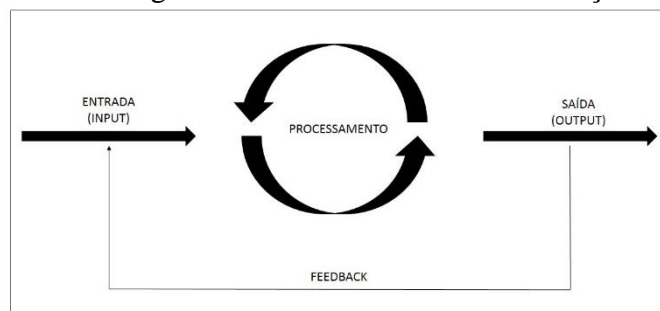 ENTRADA
(INPUT)
PROCESSAMENTO
SAÍDA
(OUTPUT)
FEEDBACK